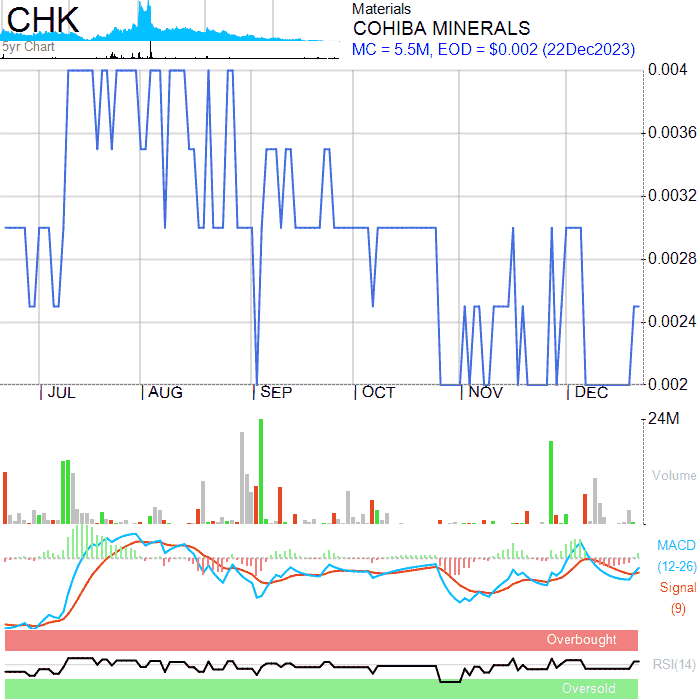 CHK
5yr Chart
Materials
COHIBA MINERALS
MC = 5.5M, EOD = $0.002 (22Dec2023)
0.004
0.0036
0.0032
0.0028
0.0024
0.002
JUL AUG SEP OCT NOV DEC
24M
Volume
MACD
(12-26)
Signal
(9)
Overbought
RSI(14)
Oversold